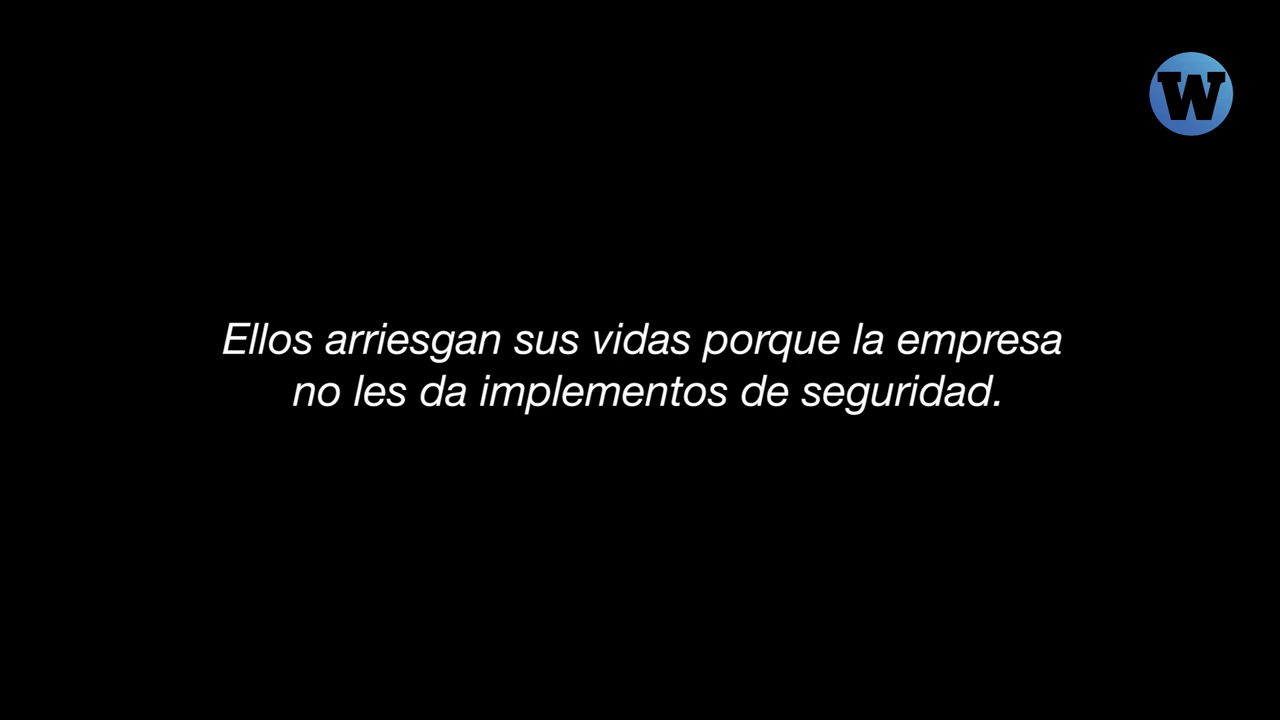 W
Ellos arriesgan sus vidas porque la empresa
no les da implementos de seguridad.